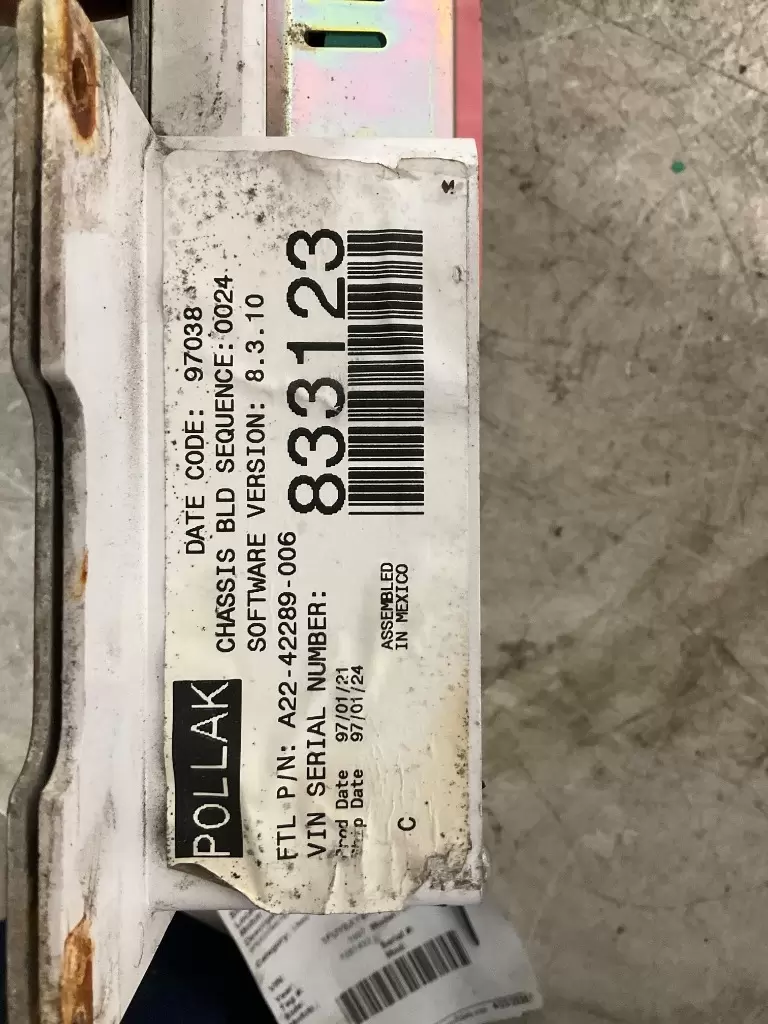 POLLAK
DATE CODE: 97038
CHASSIS BLD SEQUENCE: 0024
SOFTWARE VERSION: 8.3.10
FTL P/N: A22-42289-006
VIN SERIAL NUMBER: 833123
Prod Date 97/01/21
Ship Date 97/01/24
ASSEMBLED
IN MEXICO
C